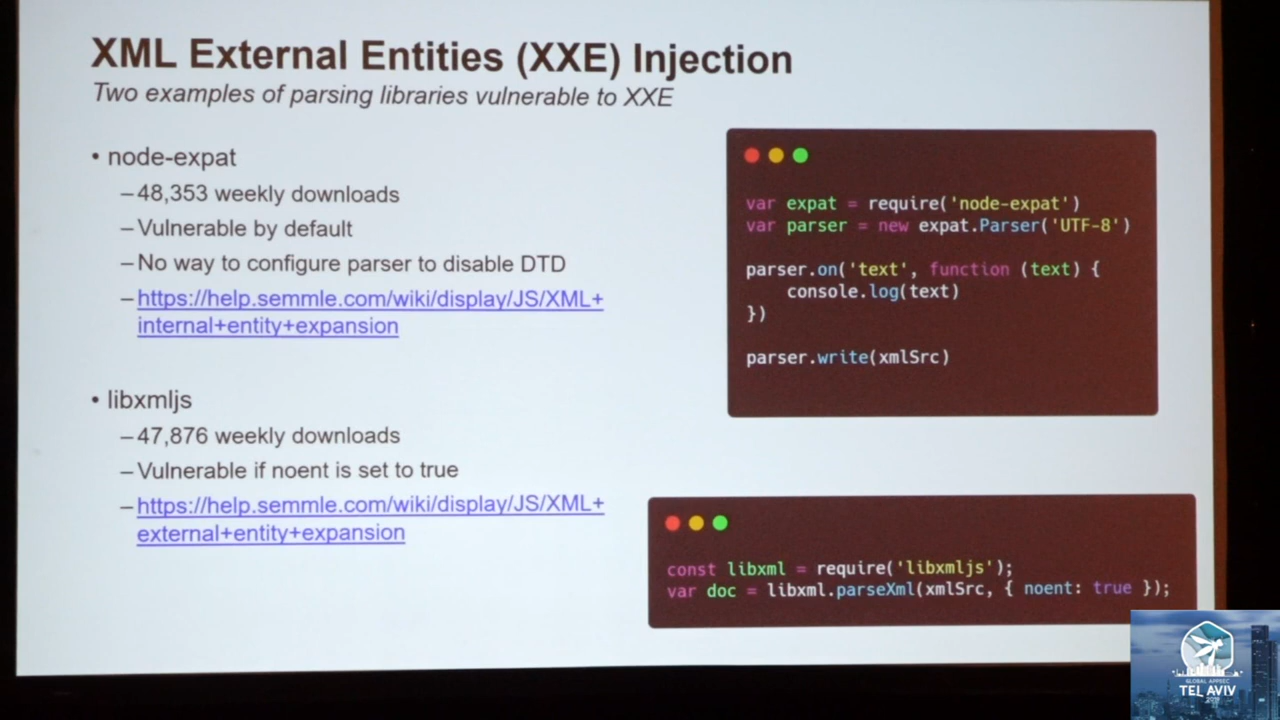 XML External Entities (XXE) Injection
Two examples of parsing libraries vulnerable to XXE
• node-expat
– 48,353 weekly downloads
– Vulnerable by default
– No way to configure parser to disable DTD
– https://help.semmle.com/wiki/display/JS/XML+
internal+entity+expansion
• libxmljs
– 47,876 weekly downloads
– Vulnerable if noent is set to true
– https://help.semmle.com/wiki/display/JS/XML+
external+entity+expansion
var expat = require('node-expat')
var parser = new expat.Parser('UTF-8')
parser.on('text', function (text) {
console.log(text)
})
parser.write(xmlSrc)
const libxml = require('libxmljs');
var doc = libxml.parseXml(xmlSrc, { noent: true });
GLOBAL APPSEC
TEL AVIV